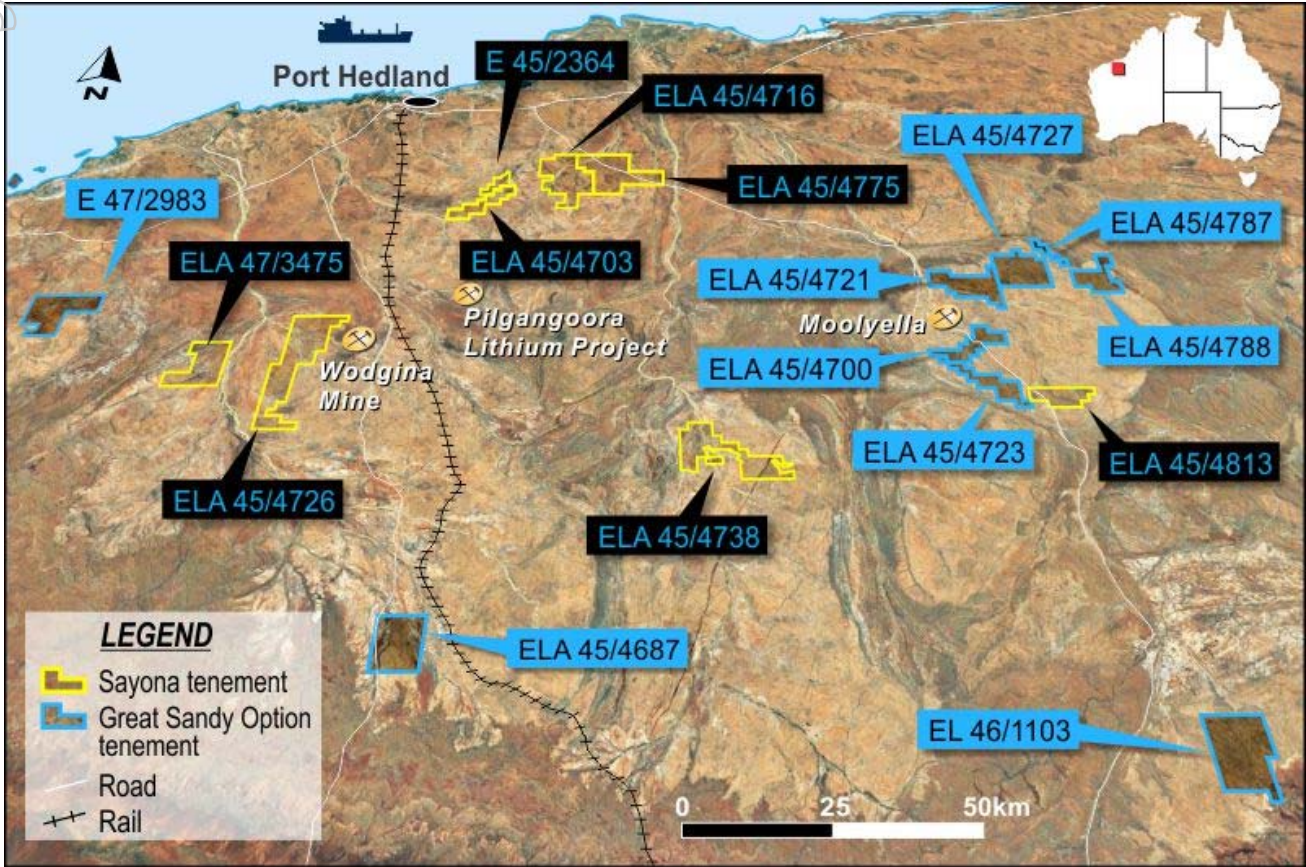 Port Hedland
N
E 45/2364
ELA 45/4716
ELA 45/4727
ELA 45/4775
E 47/2983
ELA 45/4787
ELA 47/3475
ELA 45/4703
ELA 45/4721
Pilgangoora
Lithium Project
Moolyella
Wodgina
Mine
ELA 45/4788
ELA 45/4700
ELA 45/4723
ELA 45/4813
ELA 45/4726
ELA 45/4738
LEGEND
Sayona tenement
Great Sandy Option
tenement
Road
Rail
ELA 45/4687
EL 46/1103
0 25 50km